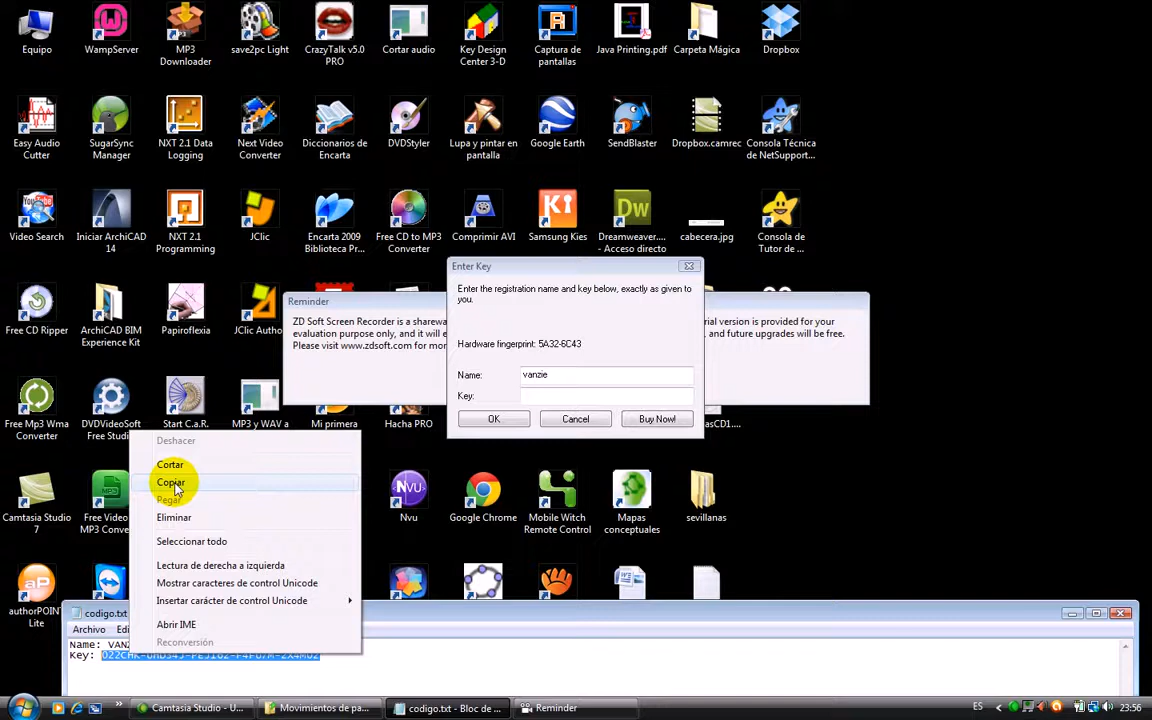 Equipo
WampServer
MP3 Downloader
save2pc Light
CrazyTalk v5.0 PRO
Cortar audio
Key Design Center 3-D
Captura de pantallas
Java Printing.pdf
Carpeta Mágica
Dropbox
Easy Audio Cutter
SugarSync Manager
NXT 2.1 Data Logging
Next Video Converter
Diccionarios de Encarta
DVDStyler
Lupa y pintar en pantalla
Google Earth
SendBlaster
Dropbox.camrec
Consola Técnica de NetSupport...
Video Search
Iniciar ArchiCAD 14
NXT 2.1 Programming
JClic
Encarta 2009 Biblioteca Pr...
Free CD to MP3 Converter
Comprimir AVI
Samsung Kies
Dreamweaver.... - Acceso directo
cabecera.jpg
Consola de Tutor de ...
Free CD Ripper
ArchiCAD BIM Experience Kit
Papiroflexia
JClic Autho
Reminder
ZD Soft Screen Recorder is a sharewa
evaluation purpose only, and it will e
Please visit www.zdsoft.com for mor
rial version is provided for your
, and future upgrades will be free.
Enter Key
Enter the registration name and key below, exactly as given to
you.
Hardware fingerprint: 5A32-6C43
Name:
vanzie
Key:
OK
Cancel
Buy Now!
Free Mp3 Wma Converter
DVDVideoSoft Free Studio
Start C.a.R.
MP3 y WAV a
Mi primera
Hacha PRO
asCD1....
Deshacer
Cortar
Copiar
Pegar
Eliminar
Seleccionar todo
Lectura de derecha a izquierda
Mostrar caracteres de control Unicode
Insertar carácter de control Unicode
Abrir IME
Reconversión
Camtasia Studio 7
Free Video MP3 Conve
Nvu
Google Chrome
Mobile Witch Remote Control
Mapas conceptuales
sevillanas
authorPOINT Lite
codigo.txt
Archivo
Edi
Name: VANZ
Key:
Camtasia Studio - U...
Movimientos de pa...
codigo.txt - Bloc de ...
Reminder
ES
23:56